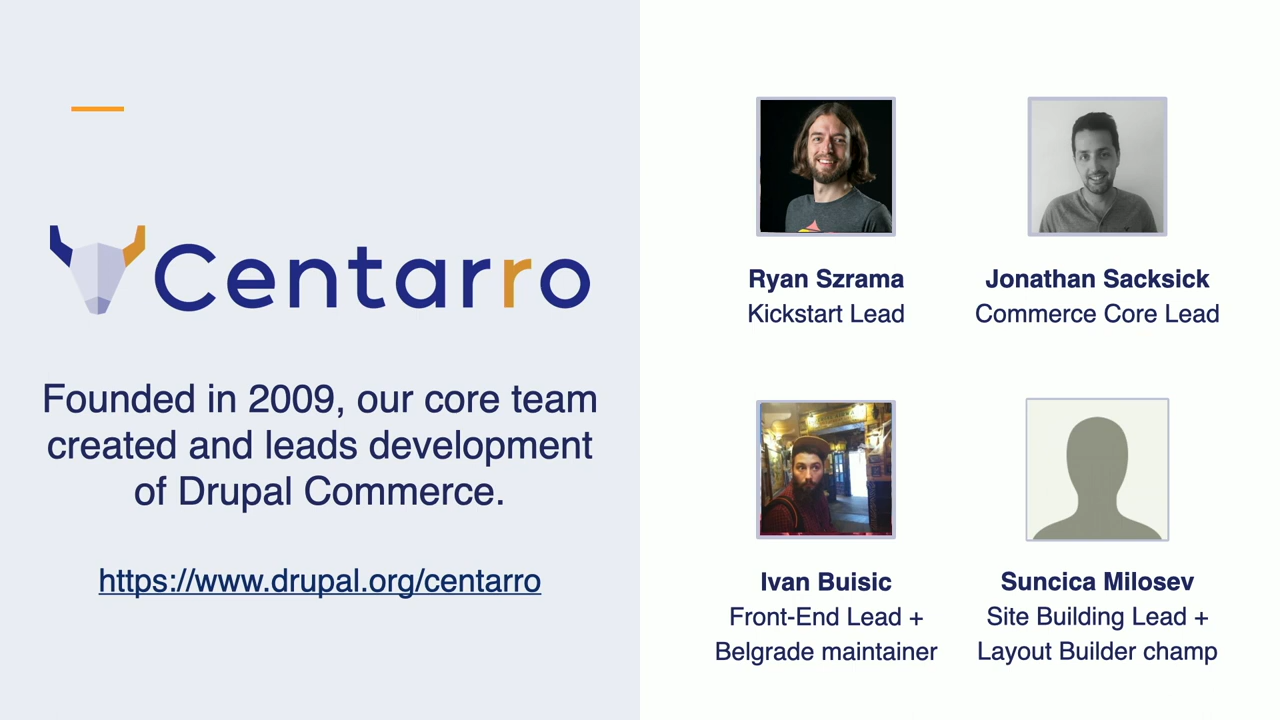 Centarro
Founded in 2009, our core team
created and leads development
of Drupal Commerce.
https://www.drupal.org/centarro
Ryan Szrama
Kickstart Lead
Jonathan Sacksick
Commerce Core Lead
Ivan Buisic
Front-End Lead +
Belgrade maintainer
Suncica Milosev
Site Building Lead +
Layout Builder champ